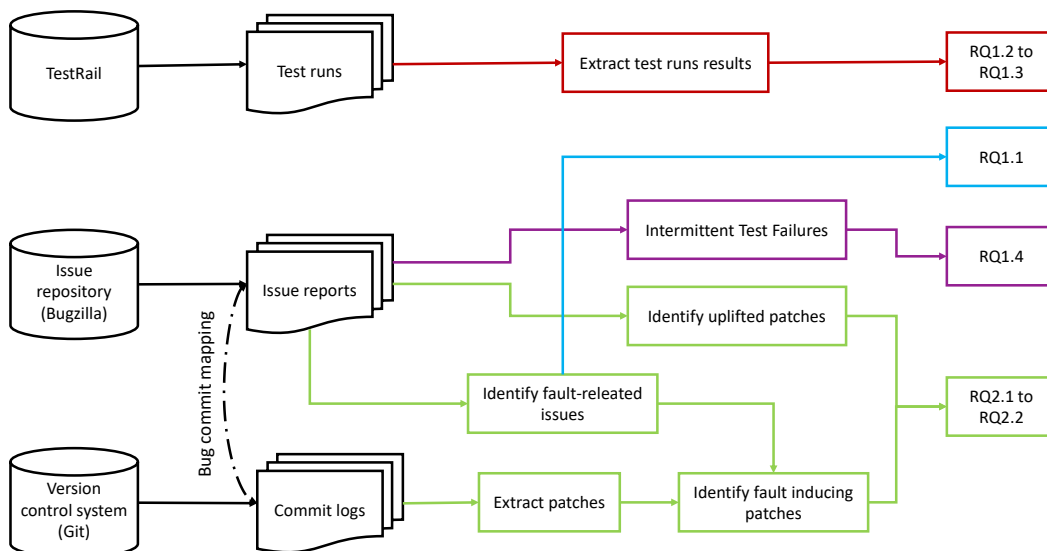 TestRail
Test runs
Extract test runs results
RQ1.2 to
RQ1.3
RQ1.1
Intermittent Test Failures
RQ1.4
Issue
repository
(Bugzilla)
Issue reports
Identify uplifted patches
Bug commit mapping
Identify fault-releated
issues
RQ2.1 to
RQ2.2
Version
control system
(Git)
Commit logs
Extract patches
Identify fault inducing
patches